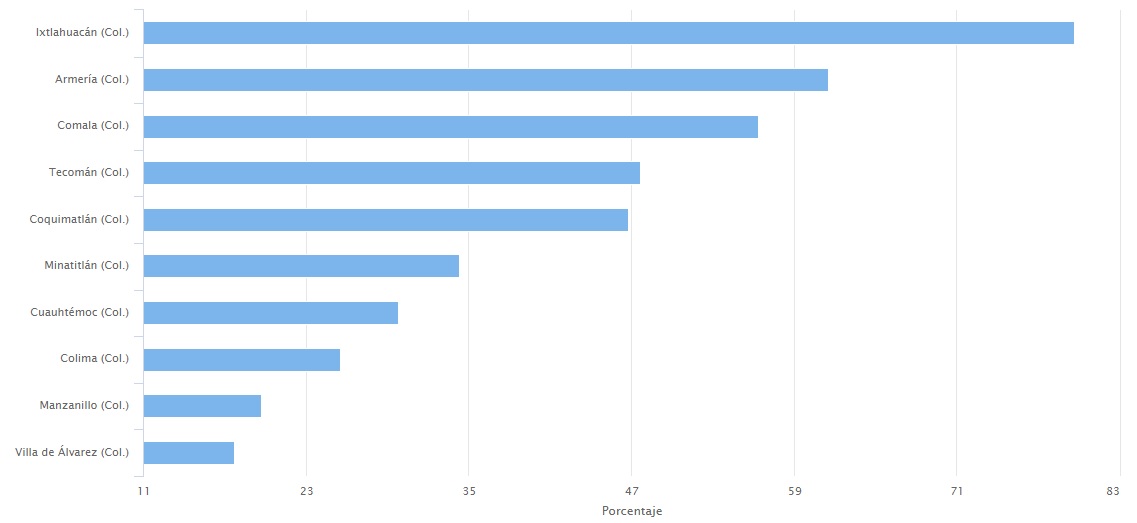 Ixtlahuacán (Col.)
Armería (Col.)
Comala (Col.)
Tecomán (Col.)
Coquimatlán (Col.)
Minatitlán (Col.)
Cuauhtémoc (Col.)
Colima (Col.)
Manzanillo (Col.)
Villa de Álvarez (Col.)
11 23 35 47 59 71 83
Porcentaje